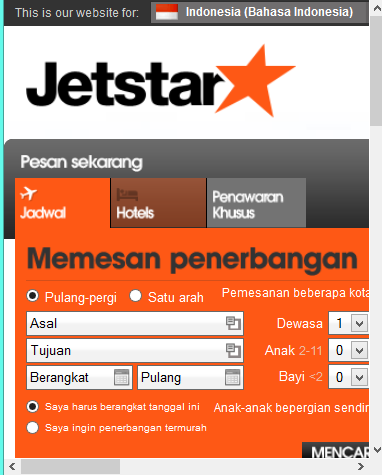 This is our website for: Indonesia (Bahasa Indonesia)
Jetstar
Pesan sekarang
Jadwal
Hotels
Penawaran
Khusus
Memesan penerbangan
Pulang-pergi Satu arah Pemesanan beberapa kota
Asal Dewasa 1
Tujuan Anak 2-11 0
Berangkat Pulang Bayi <2 0
Saya harus berangkat tanggal ini Anak-anak bepergian
Saya ingin penerbangan termurah